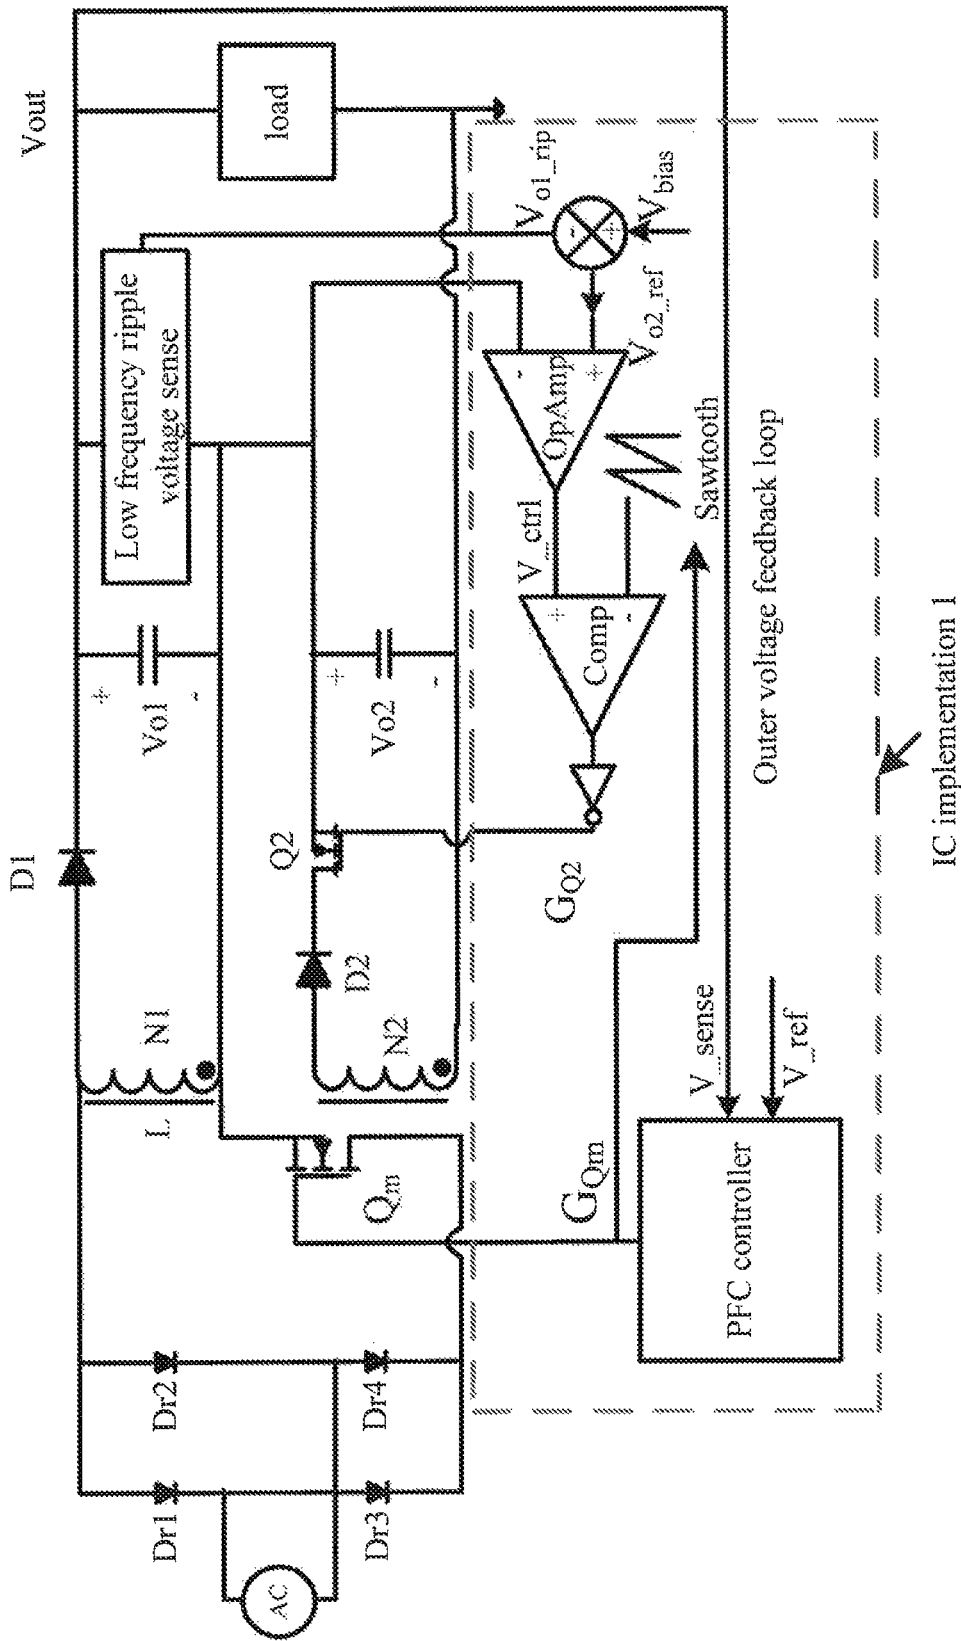 Vout
load
Low frequency ripple
voltage sense
D1
+
Vo1
-
N1
L
Q2
D2
N2
+
Vo2
-
Qm
Dr1
Dr2
Dr3
Dr4
AC
Vo1_rip
-
+
Vbias
Vo2_ref
-
+
OpAmp
V_ctrl
+
-
Comp
Sawtooth
GQ2
GQm
Outer voltage feedback loop
V_sense
V_ref
PFC controller
IC implementation 1